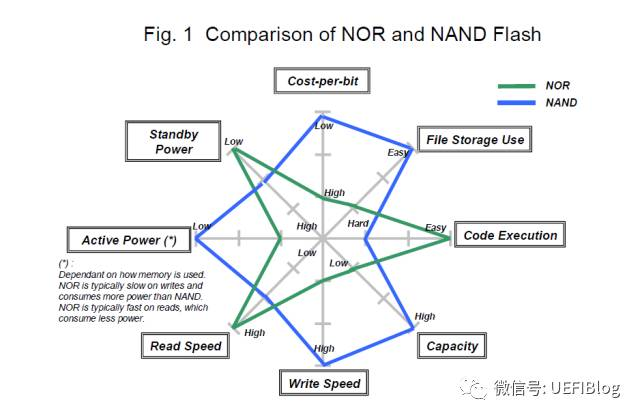 Fig. 1 Comparison of NOR and NAND Flash
Cost-per-bit
NOR
NAND
Standby
Power
Low
Low
File Storage Use
Easy
High
Low
High
Hard
Easy
Active Power (*)
Code Execution
Low
Low
(*) :
Dependant on how memory is used.
NOR is typically slow on writes and
consumes more power than NAND.
NOR is typically fast on reads, which
consume less power.
High
High
High
Read Speed
Capacity
Write Speed
微信号: UEFIBlog